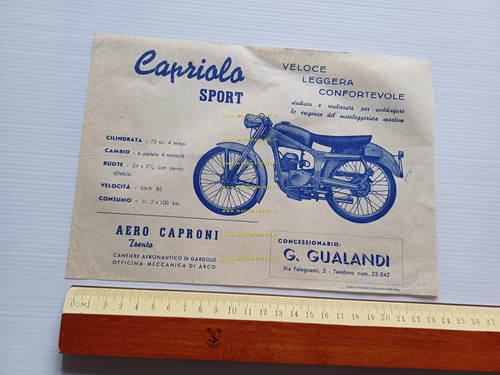 Capriolo
SPORT
VELOCE
LEGGERA
CONFORTEVOLE
studiata e realizzata per soddisfare
le esigenze del motoleggerista sportivo
CILINDRATA - 75 cc. 4 tempi
CAMBIO - a pedale 4 velocità
RUOTE - 24 x 2¼, con perno
sfilabile.
VELOCITÀ - km/h 85
CONSUMO - lt. 2 x 100 km.
AERO CAPRONI
Trento
CANTIERE AERONAUTICO DI GARDOLO
OFFICINA MECCANICA DI ARCO
CONCESSIONARIO:
G. GUALANDI
Via Falegnami, 5 - Telefono num. 22-542
0 CM 1 2 3 4 5 6 7 8 9 10 11 12 13 14 15 16 17 18 19 20 21 22 23 24 25 26 27